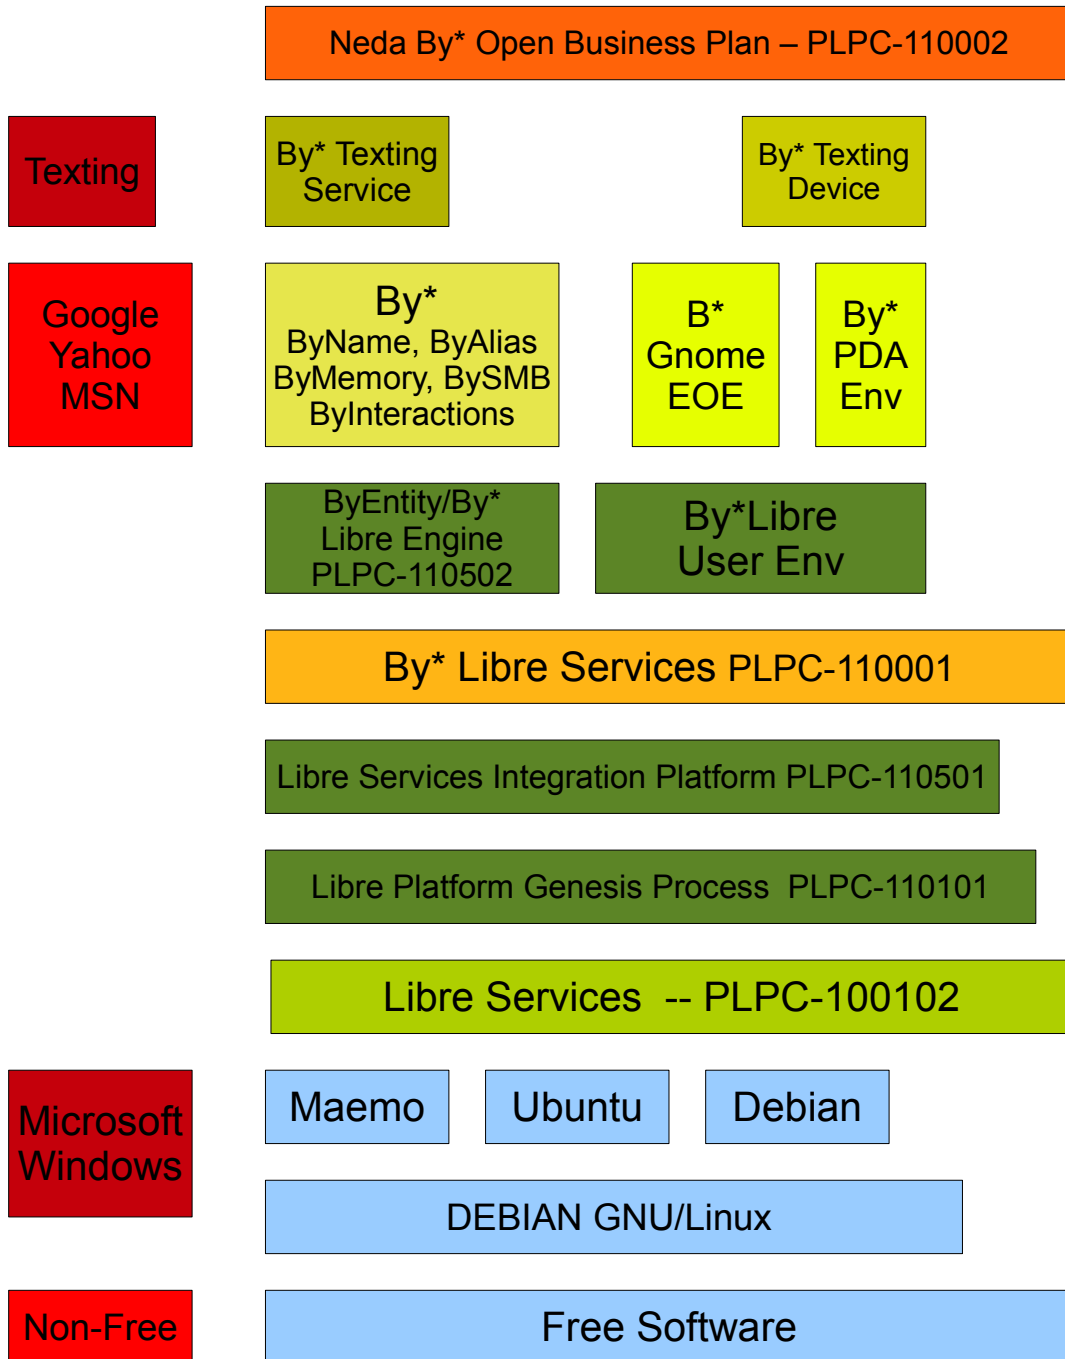 Neda By* Open Business Plan – PLPC-110002
Texting
By* Texting
Service
By* Texting
Device
Google
Yahoo
MSN
By*
ByName, ByAlias
ByMemory, BySMB
ByInteractions
B*
Gnome
EOE
By*
PDA
Env
ByEntity/By*
Libre Engine
PLPC-110502
By*Libre
User Env
By* Libre Services PLPC-110001
Libre Services Integration Platform PLPC-110501
Libre Platform Genesis Process  PLPC-110101
Libre Services  -- PLPC-100102
Microsoft
Windows
Maemo
Ubuntu
Debian
DEBIAN GNU/Linux
Non-Free
Free Software